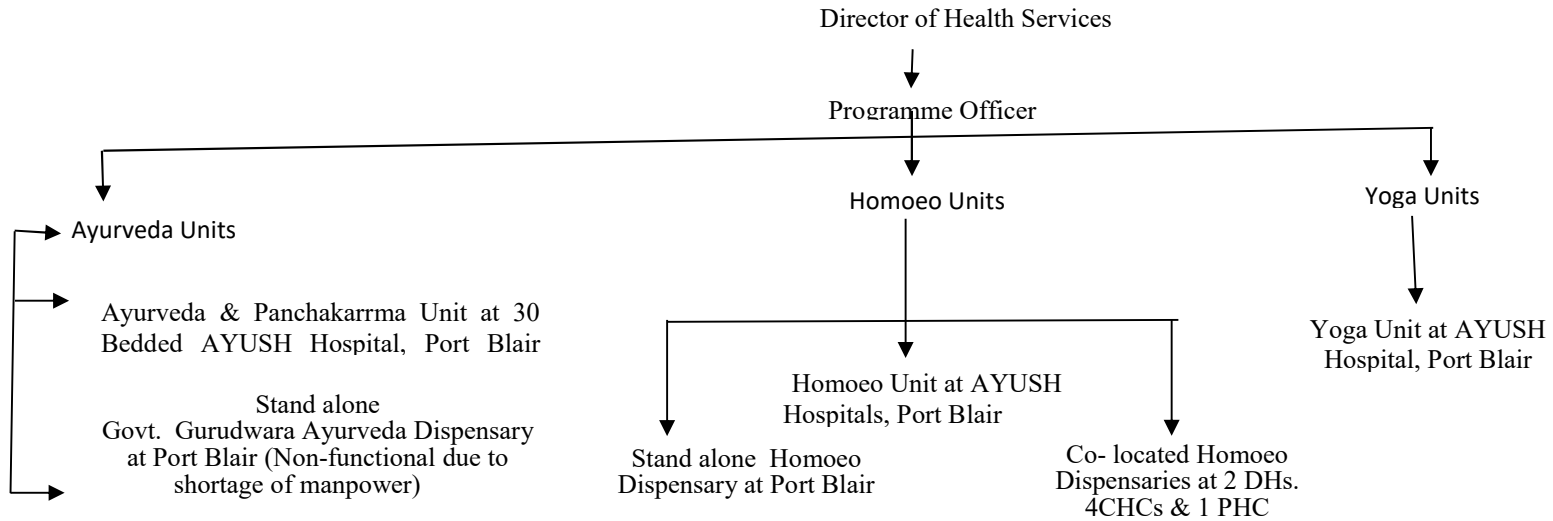 Director of Health Services
Programme Officer
Ayurveda Units
Ayurveda & Panchakarrma Unit at 30
Bedded AYUSH Hospital, Port Blair
Stand alone
Govt. Gurudwara Ayurveda Dispensary
at Port Blair (Non-functional due to
shortage of manpower)
Homoeo Units
Homoeo Unit at AYUSH
Hospitals, Port Blair
Stand alone Homoeo
Dispensary at Port Blair
Co- located Homoeo
Dispensaries at 2 DHs.
4CHCs & 1 PHC
Yoga Units
Yoga Unit at AYUSH
Hospital, Port Blair